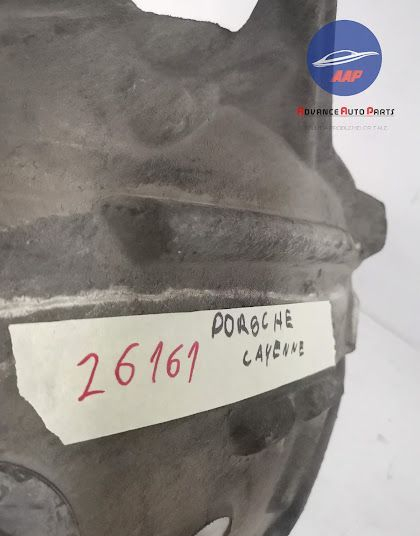 AAP
ADVANCE AUTO PARTS
PORSCHE
26161 CAYENNE